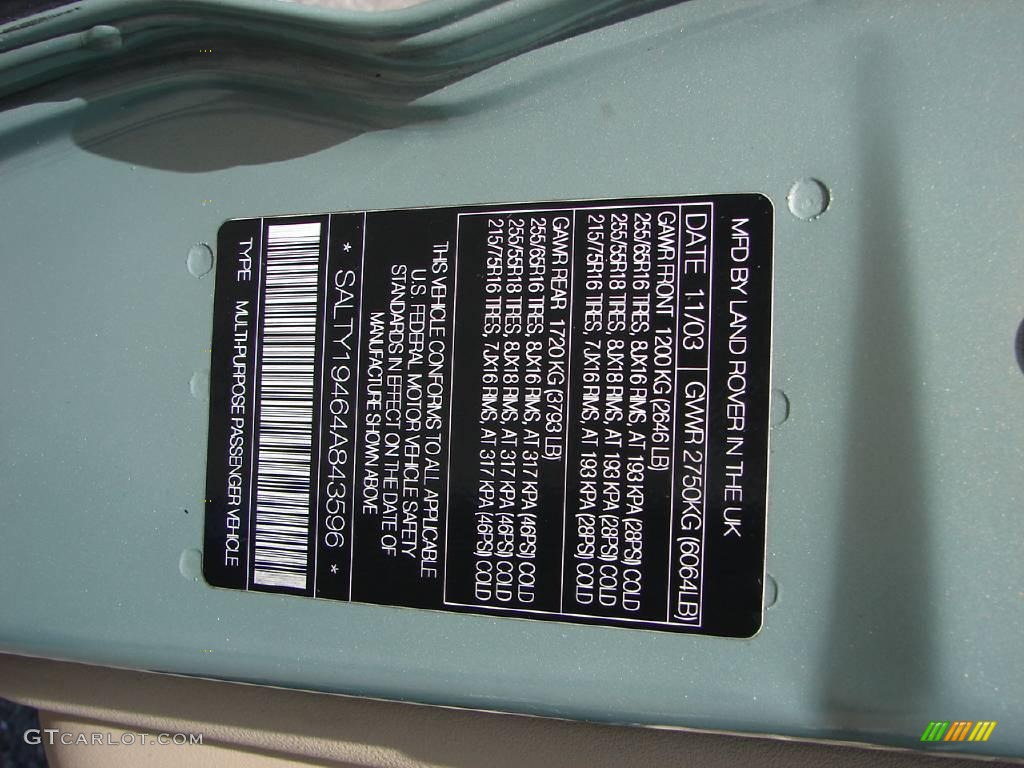 MFD BY LAND ROVER IN THE UK
DATE 11/03 GWR 2750KG (6064LB)
GAWR FRONT 1200 KG (2646 LB)
255/65R16 TIRES, 8JX16 RIMS, AT 193 KPA (28PSI) COLD
255/55R18 TIRES, 8JX18 RIMS, AT 193 KPA (28PSI) COLD
215/75R16 TIRES, 7JX16 RIMS, AT 193 KPA (28PSI) COLD
GAWR REAR 1720 KG (3793 LB)
255/65R16 TIRES, 8JX16 RIMS, AT 317 KPA (46PSI) COLD
255/55R18 TIRES, 8JX18 RIMS, AT 317 KPA (46PSI) COLD
215/75R16 TIRES, 7JX16 RIMS, AT 317 KPA (46PSI) COLD
THIS VEHICLE CONFORMS TO ALL APPLICABLE
U.S. FEDERAL MOTOR VEHICLE SAFETY
STANDARDS IN EFFECT ON THE DATE OF
MANUFACTURE SHOWN ABOVE
* SALTY19464A843596 *
TYPE MULTI-PURPOSE PASSENGER VEHICLE
GTCARLOT.COM